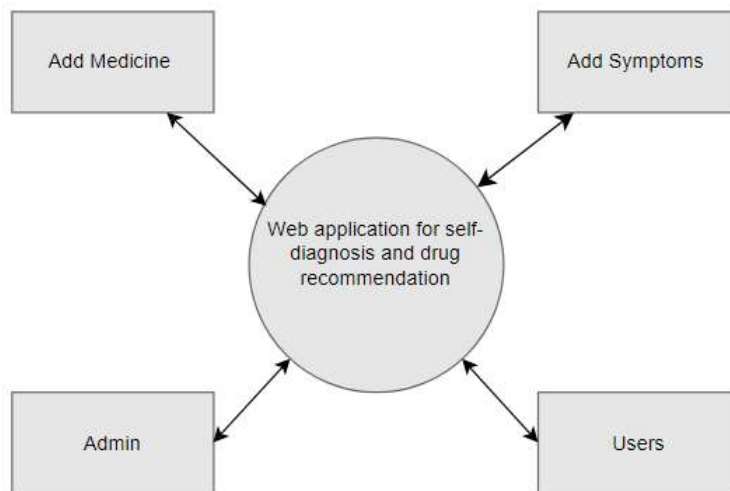 Add Medicine
Add Symptoms
Web application for self-
diagnosis and drug
recommendation
Admin
Users